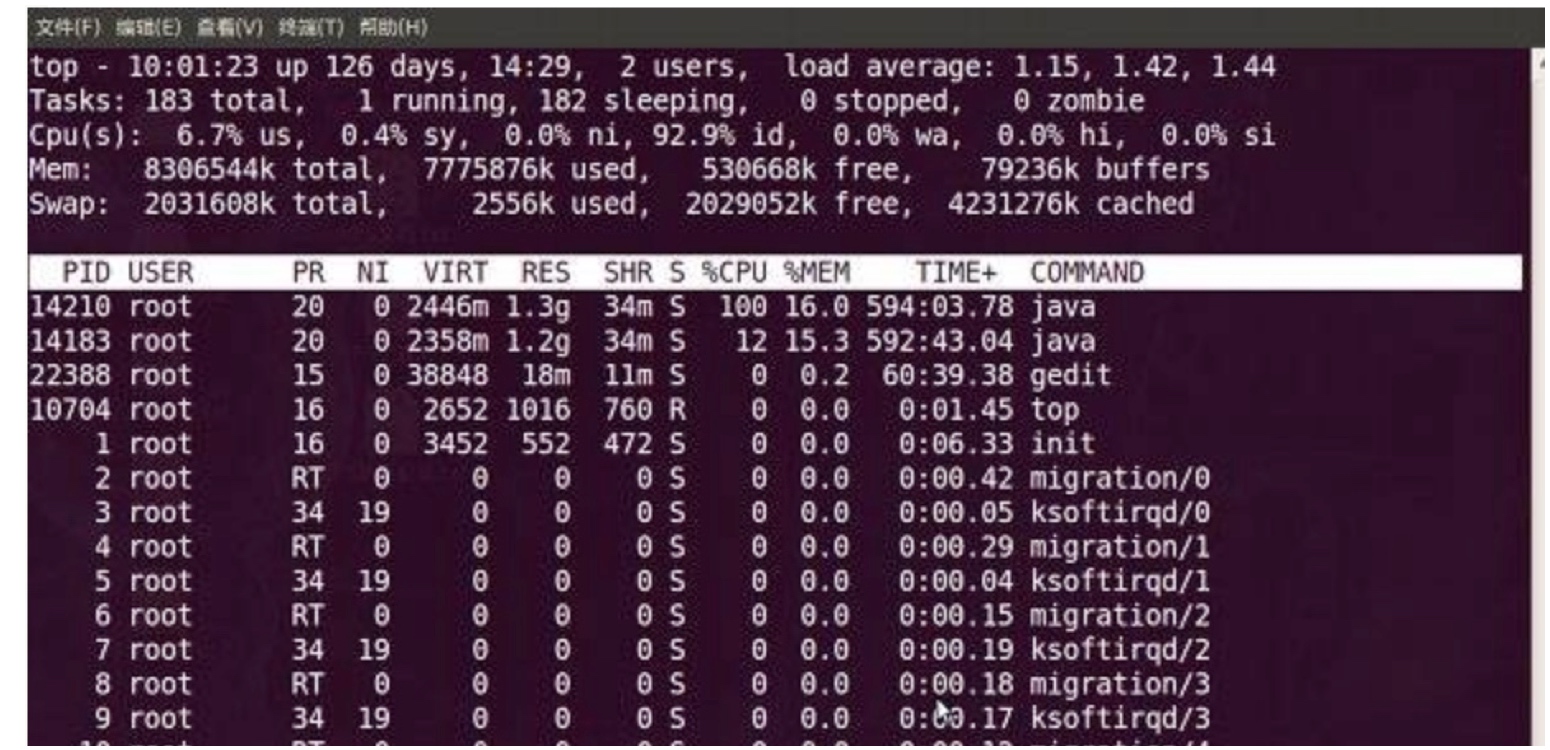 文件(F) 编辑(E) 查看(V) 终端(T) 帮助(H)
top - 10:01:23 up 126 days, 14:29,  2 users,  load average: 1.15, 1.42, 1.44
Tasks: 183 total,   1 running, 182 sleeping,   0 stopped,   0 zombie
Cpu(s):  6.7% us,  0.4% sy,  0.0% ni, 92.9% id,  0.0% wa,  0.0% hi,  0.0% si
Mem:   8306544k total,  7775876k used,   530668k free,    79236k buffers
Swap:  2031608k total,     2556k used,  2029052k free,  4231276k cached
PID USER      PR  NI  VIRT  RES  SHR S %CPU %MEM    TIME+  COMMAND
14210 root      20   0 2446m 1.3g  34m S  100 16.0 594:03.78 java
14183 root      20   0 2358m 1.2g  34m S   12 15.3 592:43.04 java
22388 root      15   0 38848  18m  11m S    0  0.2  60:39.38 gedit
10704 root      16   0  2652 1016  760 R    0  0.0   0:01.45 top
1 root      16   0  3452  552  472 S    0  0.0   0:06.33 init
2 root      RT   0     0    0    0 S    0  0.0   0:00.42 migration/0
3 root      34  19     0    0    0 S    0  0.0   0:00.05 ksoftirqd/0
4 root      RT   0     0    0    0 S    0  0.0   0:00.29 migration/1
5 root      34  19     0    0    0 S    0  0.0   0:00.04 ksoftirqd/1
6 root      RT   0     0    0    0 S    0  0.0   0:00.15 migration/2
7 root      34  19     0    0    0 S    0  0.0   0:00.19 ksoftirqd/2
8 root      RT   0     0    0    0 S    0  0.0   0:00.18 migration/3
9 root      34  19     0    0    0 S    0  0.0   0:00.17 ksoftirqd/3